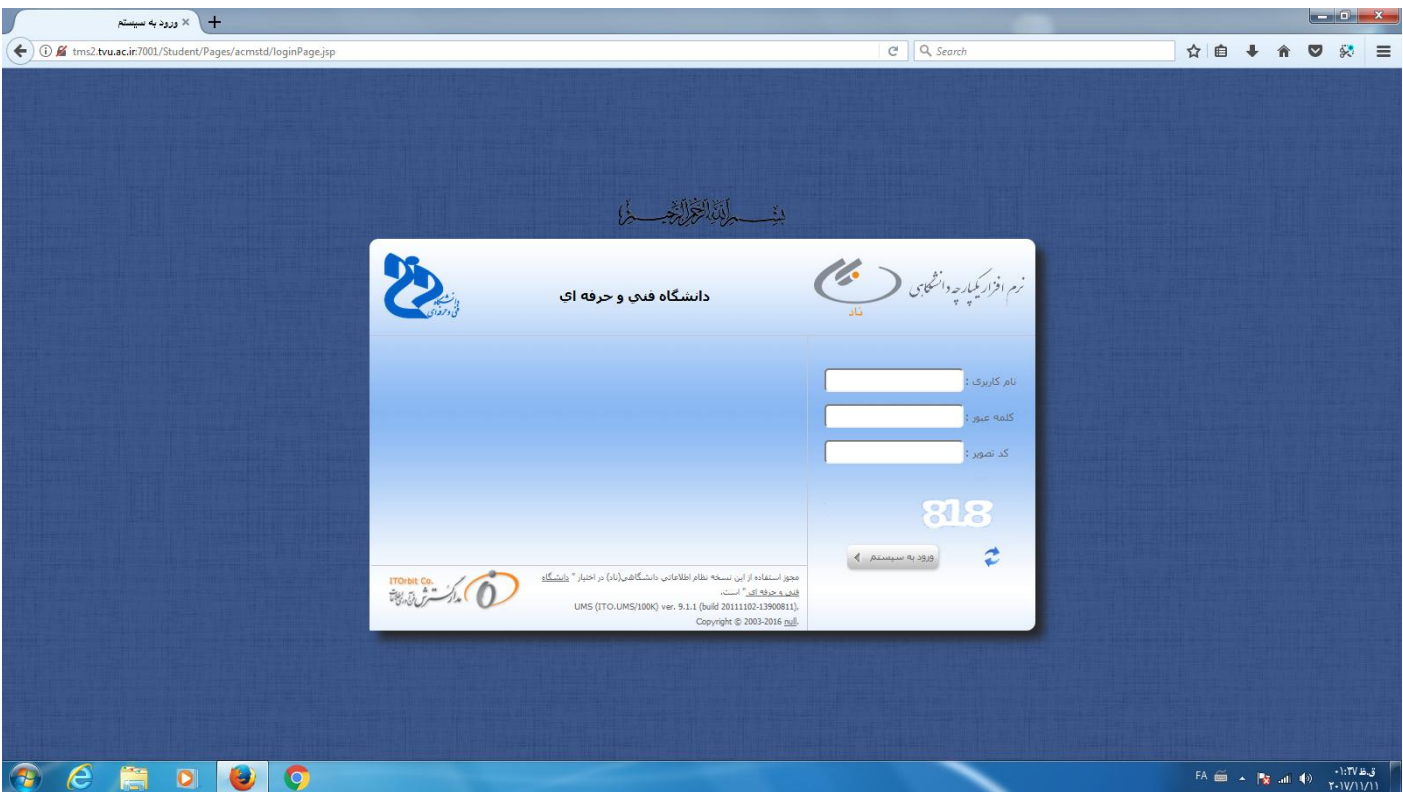 ورود به سیستم
tms2.tvu.ac.ir:7001/Student/Pages/acmstd/loginPage.jsp
Search
بسم الله الرحمن الرحیم
نرم افزار یکپارچه دانشگاهی
ناد
دانشگاه فني و حرفه اي
دانشگاه
فنی و حرفه‌ای
نام کاربری :
کلمه عبور :
کد تصویر :
818
ورود به سیستم
مجوز استفاده از این نسخه نظام اطلاعاتی دانشگاهی(ناد) در اختیار " دانشگاه
فنی و حرفه ای " است.
UMS (ITO.UMS/100K) ver. 9.1.1 (build 20111102-13900811).
Copyright © 2003-2016 null.
ITOrbit Co.
FA
۰۱:۳۷ ق.ظ
۲۰۱۷/۱۱/۱۱